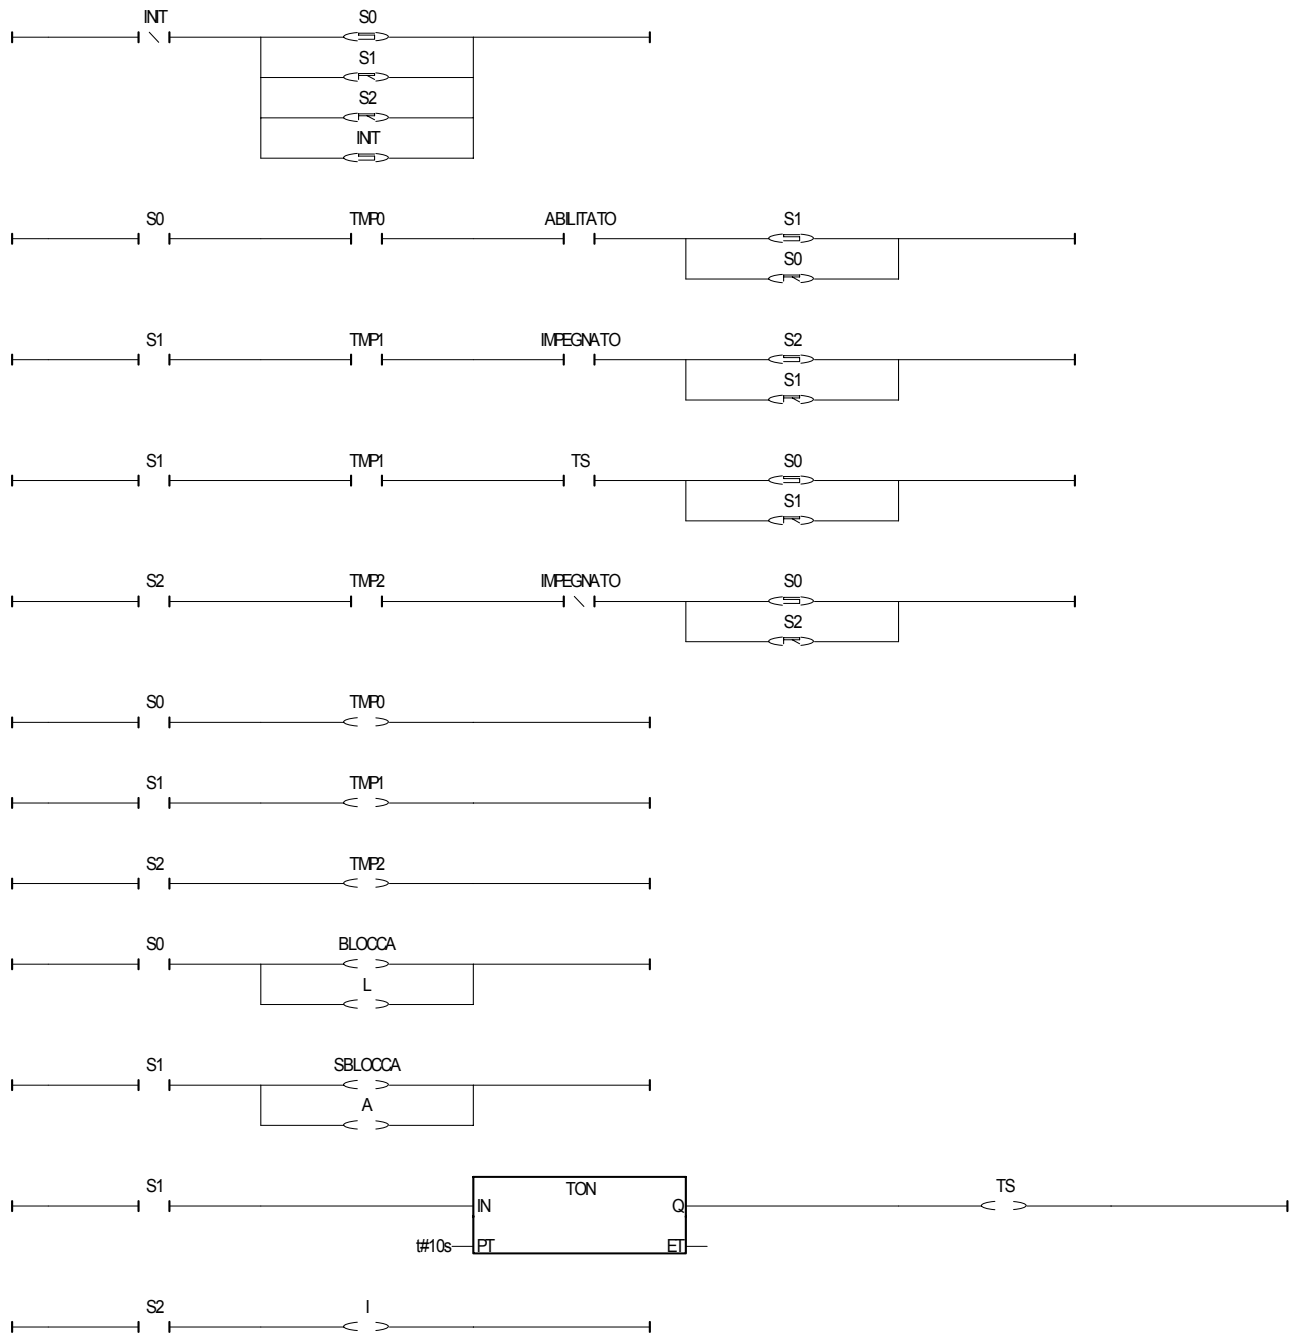 INIT S0
S1
S2
INIT
S0 TMP0 ABILITATO S1
S0
S1 TMP1 IMPEGNATO S2
S1
S1 TMP1 TS S0
S1
S2 TMP2 IMPEGNATO S0
S2
S0 TMP0
S1 TMP1
S2 TMP2
S0 BLOCCA
L
S1 SBLOCCA
A
S1 TON TS
IN Q
t#10s PT ET
S2 I